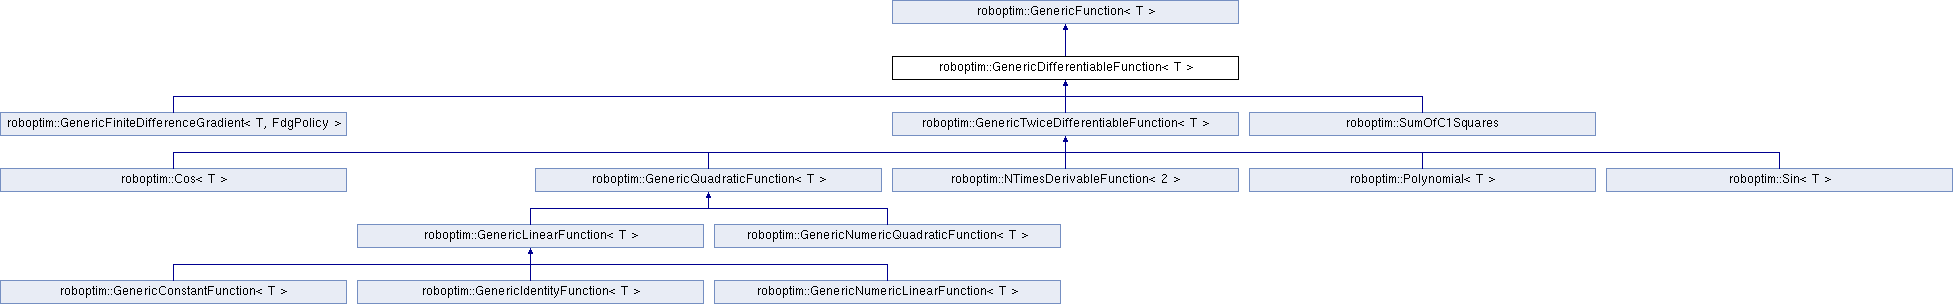 roboptim::GenericFunction< T >
roboptim::GenericDifferentiableFunction< T >
roboptim::GenericFiniteDifferenceGradient< T, FdgPolicy >
roboptim::GenericTwiceDifferentiableFunction< T >
roboptim::SumOfC1Squares
roboptim::Cos< T >
roboptim::GenericQuadraticFunction< T >
roboptim::NTimesDerivableFunction< 2 >
roboptim::Polynomial< T >
roboptim::Sin< T >
roboptim::GenericLinearFunction< T >
roboptim::GenericNumericQuadraticFunction< T >
roboptim::GenericConstantFunction< T >
roboptim::GenericIdentityFunction< T >
roboptim::GenericNumericLinearFunction< T >